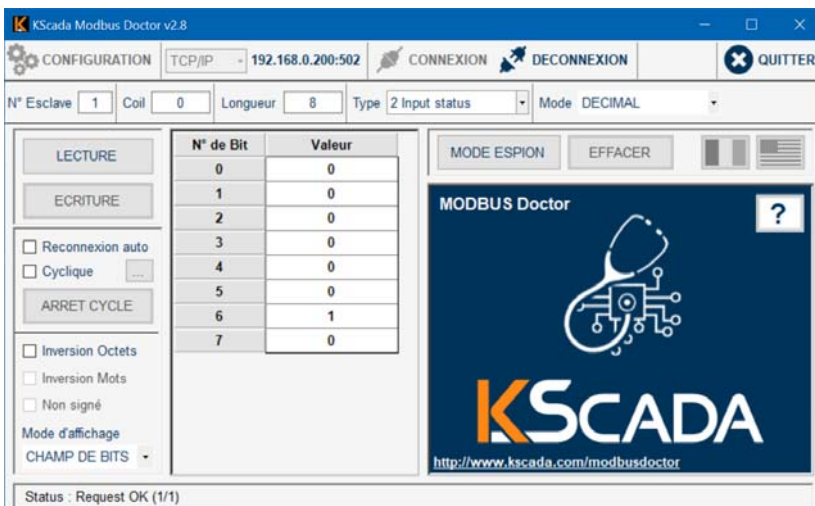 KScada Modbus Doctor v2.8
CONFIGURATION TCP/IP 192.168.0.200:502 CONNEXION DECONNEXION QUITTER
N° Esclave 1 Coil 0 Longueur 8 Type 2 Input status Mode DECIMAL
LECTURE
ECRITURE
Reconnexion auto
Cyclique ...
ARRET CYCLE
Inversion Octets
Inversion Mots
Non signé
Mode d'affichage
CHAMP DE BITS
N° de Bit Valeur
0 0
1 0
2 0
3 0
4 0
5 0
6 1
7 0
MODE ESPION EFFACER
MODBUS Doctor
?
KSCADA
http://www.kscada.com/modbusdoctor
Status : Request OK (1/1)